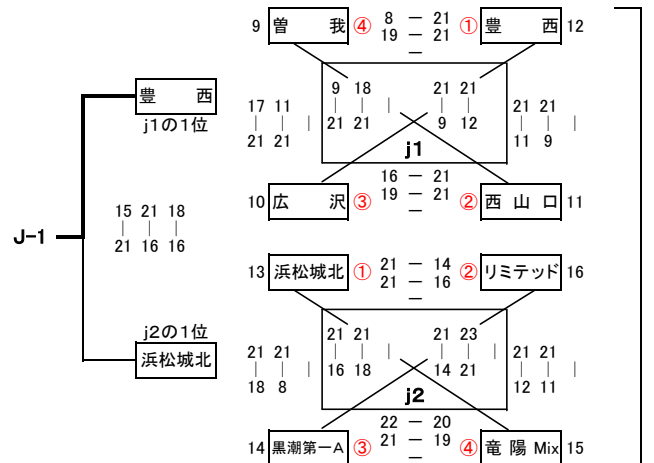 9 曽 我 ④ 8 － 21 ① 豊 西 12
19 － 21
－
9 18 21 21
豊 西 17 11 | | | | | 21 21
j1の1位 | | | 21 21 9 12 | | |
21 21 j1 11 9
16 － 21
10 広 沢 ③ 19 － 21 ② 西 山 口 11
－
15 21 18
| | |
J-1 21 16 16
13 浜松城北 ① 21 － 14 ② リミテッド 16
21 － 16
－
j2の1位 21 21 21 23
浜松城北 21 21 | | | | | | 21 21
| | | 16 18 14 21 | | |
18 8 j2 12 11
22 － 20
14 黒潮第一A ③ 21 － 19 ④ 竜 陽 Mix 15
－